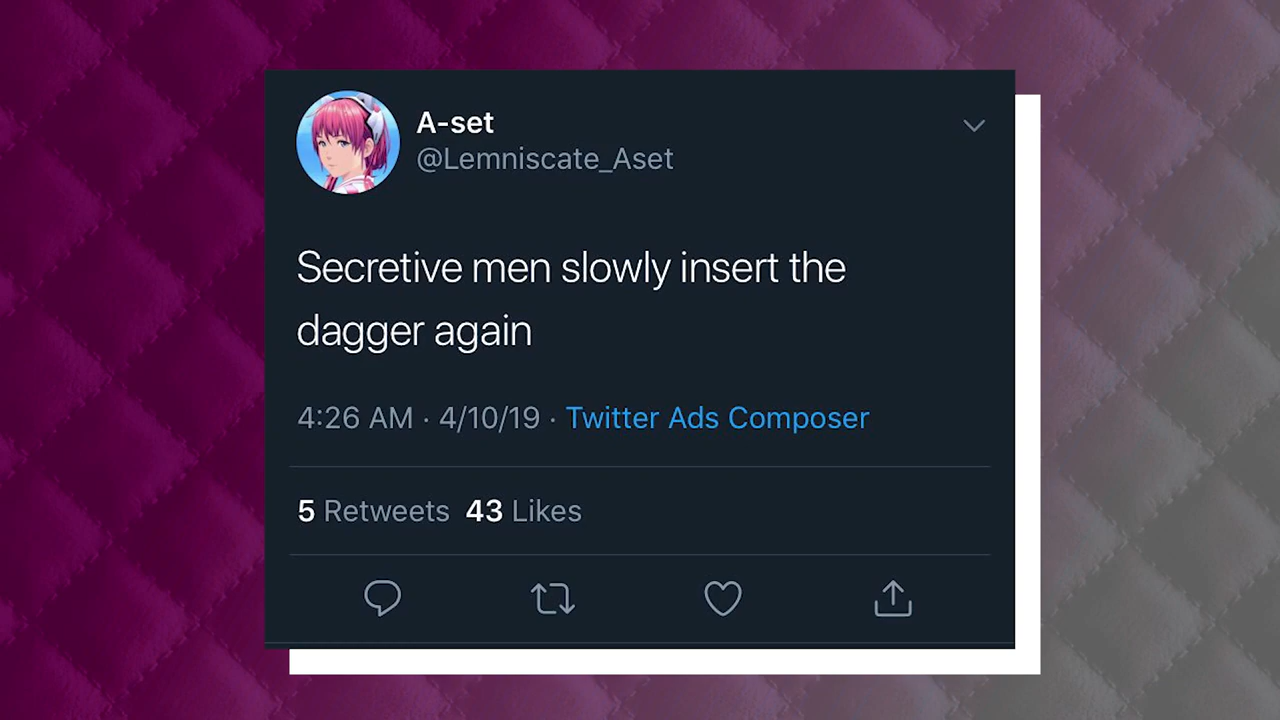 A-set
@Lemniscate_Aset
Secretive men slowly insert the
dagger again
4:26 AM · 4/10/19 · Twitter Ads Composer
5 Retweets 43 Likes